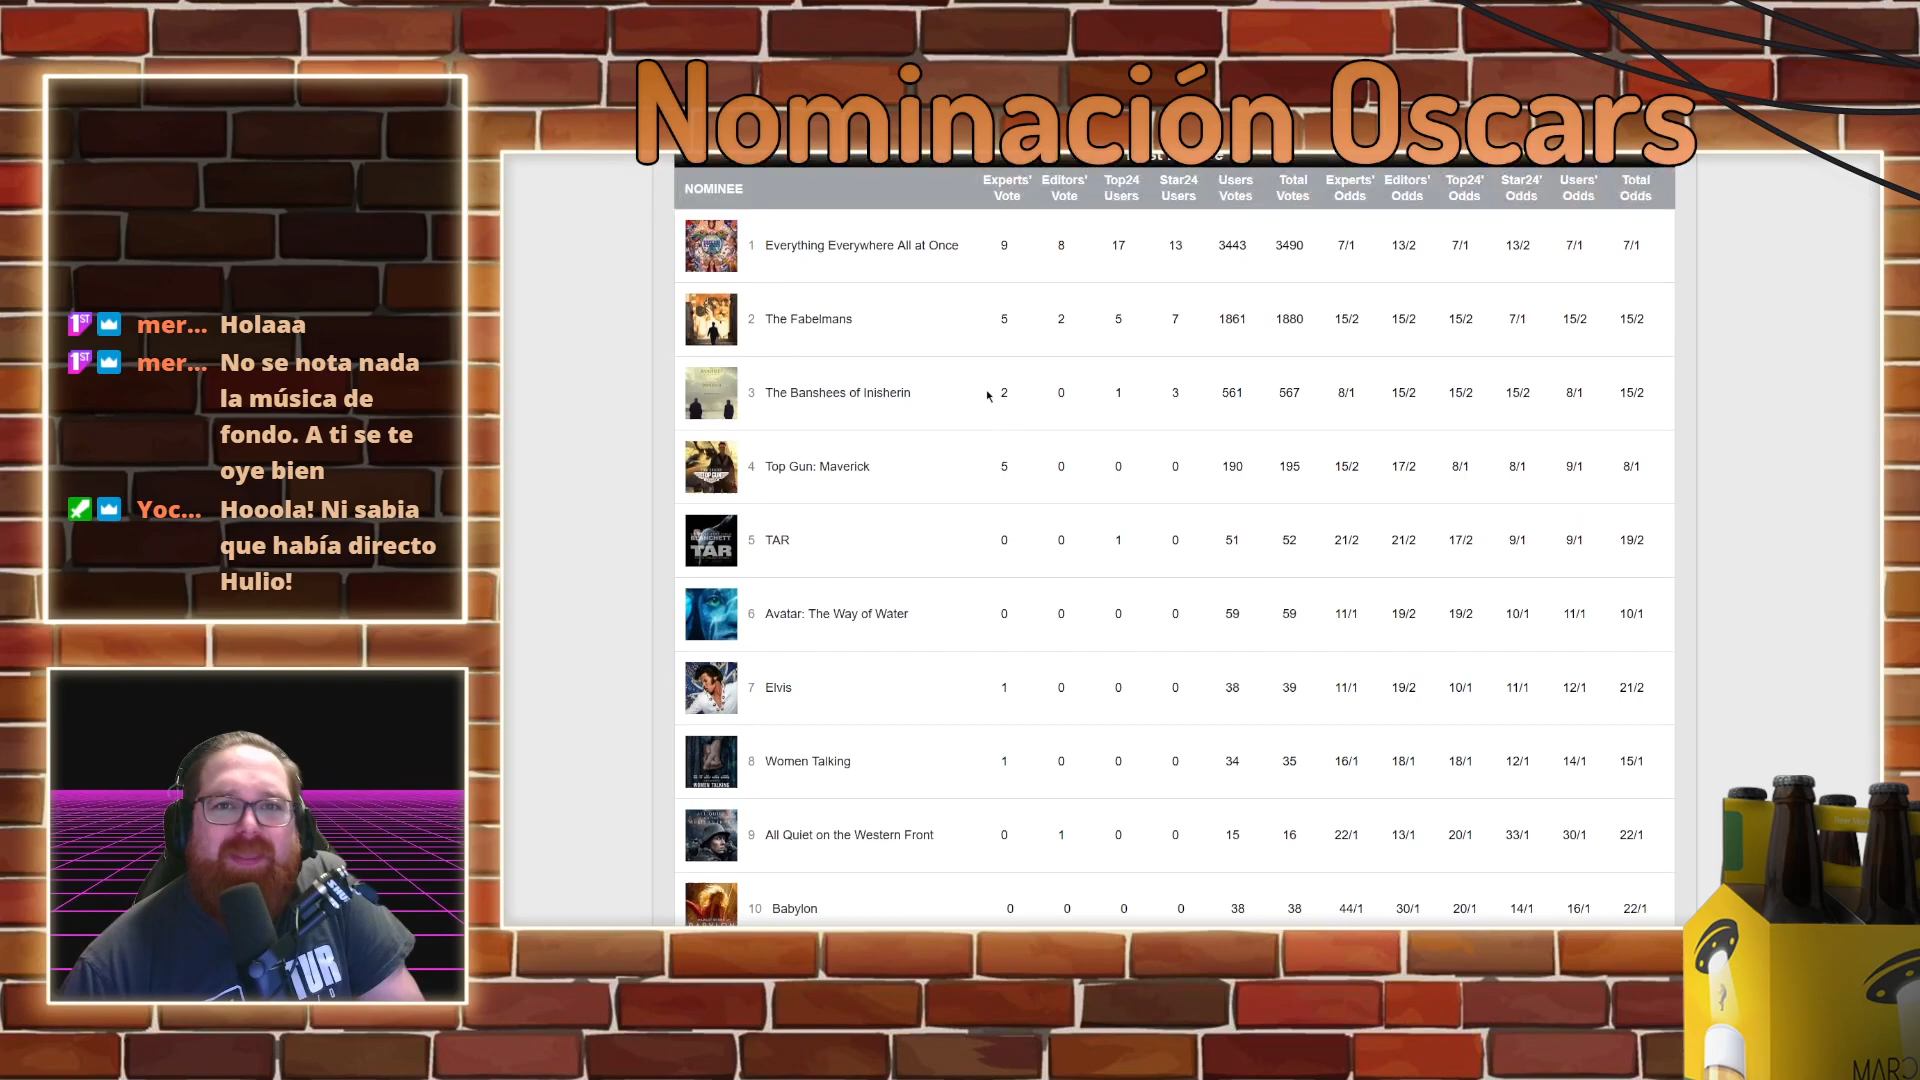 Nominación Oscars
NOMINEE Experts' Vote Editors' Vote Top24 Users Star24 Users Users Votes Total Votes Experts' Odds Editors' Odds Top24' Odds Star24' Odds Users' Odds Total Odds
1 Everything Everywhere All at Once 9 8 17 13 3443 3490 7/1 13/2 7/1 13/2 7/1 7/1
2 The Fabelmans 5 2 5 7 1861 1880 15/2 15/2 15/2 7/1 15/2 15/2
3 The Banshees of Inisherin 2 0 1 3 561 567 8/1 15/2 15/2 15/2 8/1 15/2
4 Top Gun: Maverick 5 0 0 0 190 195 15/2 17/2 8/1 8/1 9/1 8/1
5 TAR 0 0 1 0 51 52 21/2 21/2 17/2 9/1 9/1 19/2
6 Avatar: The Way of Water 0 0 0 0 59 59 11/1 19/2 19/2 10/1 11/1 10/1
7 Elvis 1 0 0 0 38 39 11/1 19/2 10/1 11/1 12/1 21/2
8 Women Talking 1 0 0 0 34 35 16/1 18/1 18/1 12/1 14/1 15/1
9 All Quiet on the Western Front 0 1 0 0 15 16 22/1 13/1 20/1 33/1 30/1 22/1
10 Babylon 0 0 0 0 38 38 44/1 30/1 20/1 14/1 16/1 22/1
TÁR
WOMEN TALKING
1ST mer... Holaaa
1ST mer... No se nota nada
la música de
fondo. A ti se te
oye bien
Yoc... Hooola! Ni sabia
que había directo
Hulio!
SHURE
TUR
MARC